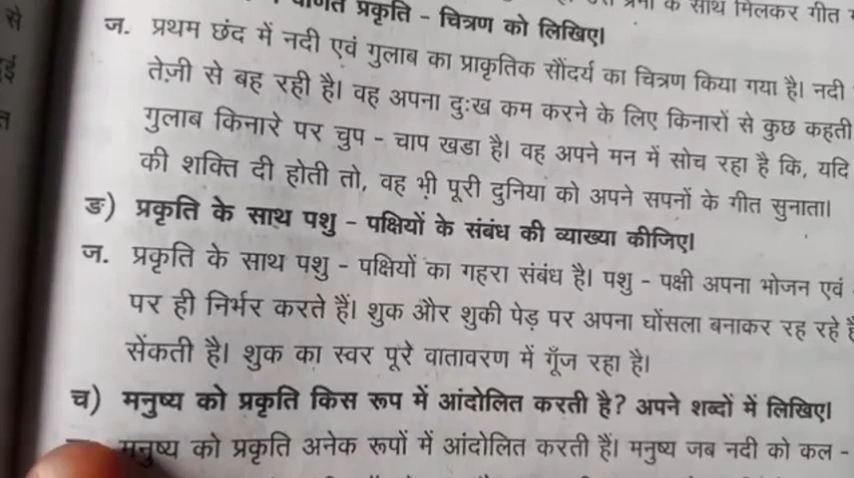 से
प्रकृति - चित्रण को लिखिए।
के साथ मिलकर गीत
ज. प्रथम छंद में नदी एवं गुलाब का प्राकृतिक सौंदर्य का चित्रण किया गया है। नदी
तेज़ी से बह रही है। वह अपना दुःख कम करने के लिए किनारों से कुछ कहती
गुलाब किनारे पर चुप - चाप खडा है। वह अपने मन में सोच रहा है कि, यदि
की शक्ति दी होती तो, वह भी पूरी दुनिया को अपने सपनों के गीत सुनाता।
ङ) प्रकृति के साथ पशु - पक्षियों के संबंध की व्याख्या कीजिए।
ज. प्रकृति के साथ पशु - पक्षियों का गहरा संबंध है। पशु - पक्षी अपना भोजन एवं
पर ही निर्भर करते हैं। शुक और शुकी पेड़ पर अपना घोंसला बनाकर रह रहे
सेंकती है। शुक का स्वर पूरे वातावरण में गूँज रहा है।
च) मनुष्य को प्रकृति किस रूप में आंदोलित करती है? अपने शब्दों में लिखिए।
मनुष्य को प्रकृति अनेक रूपों में आंदोलित करती हैं। मनुष्य जब नदी को कल -